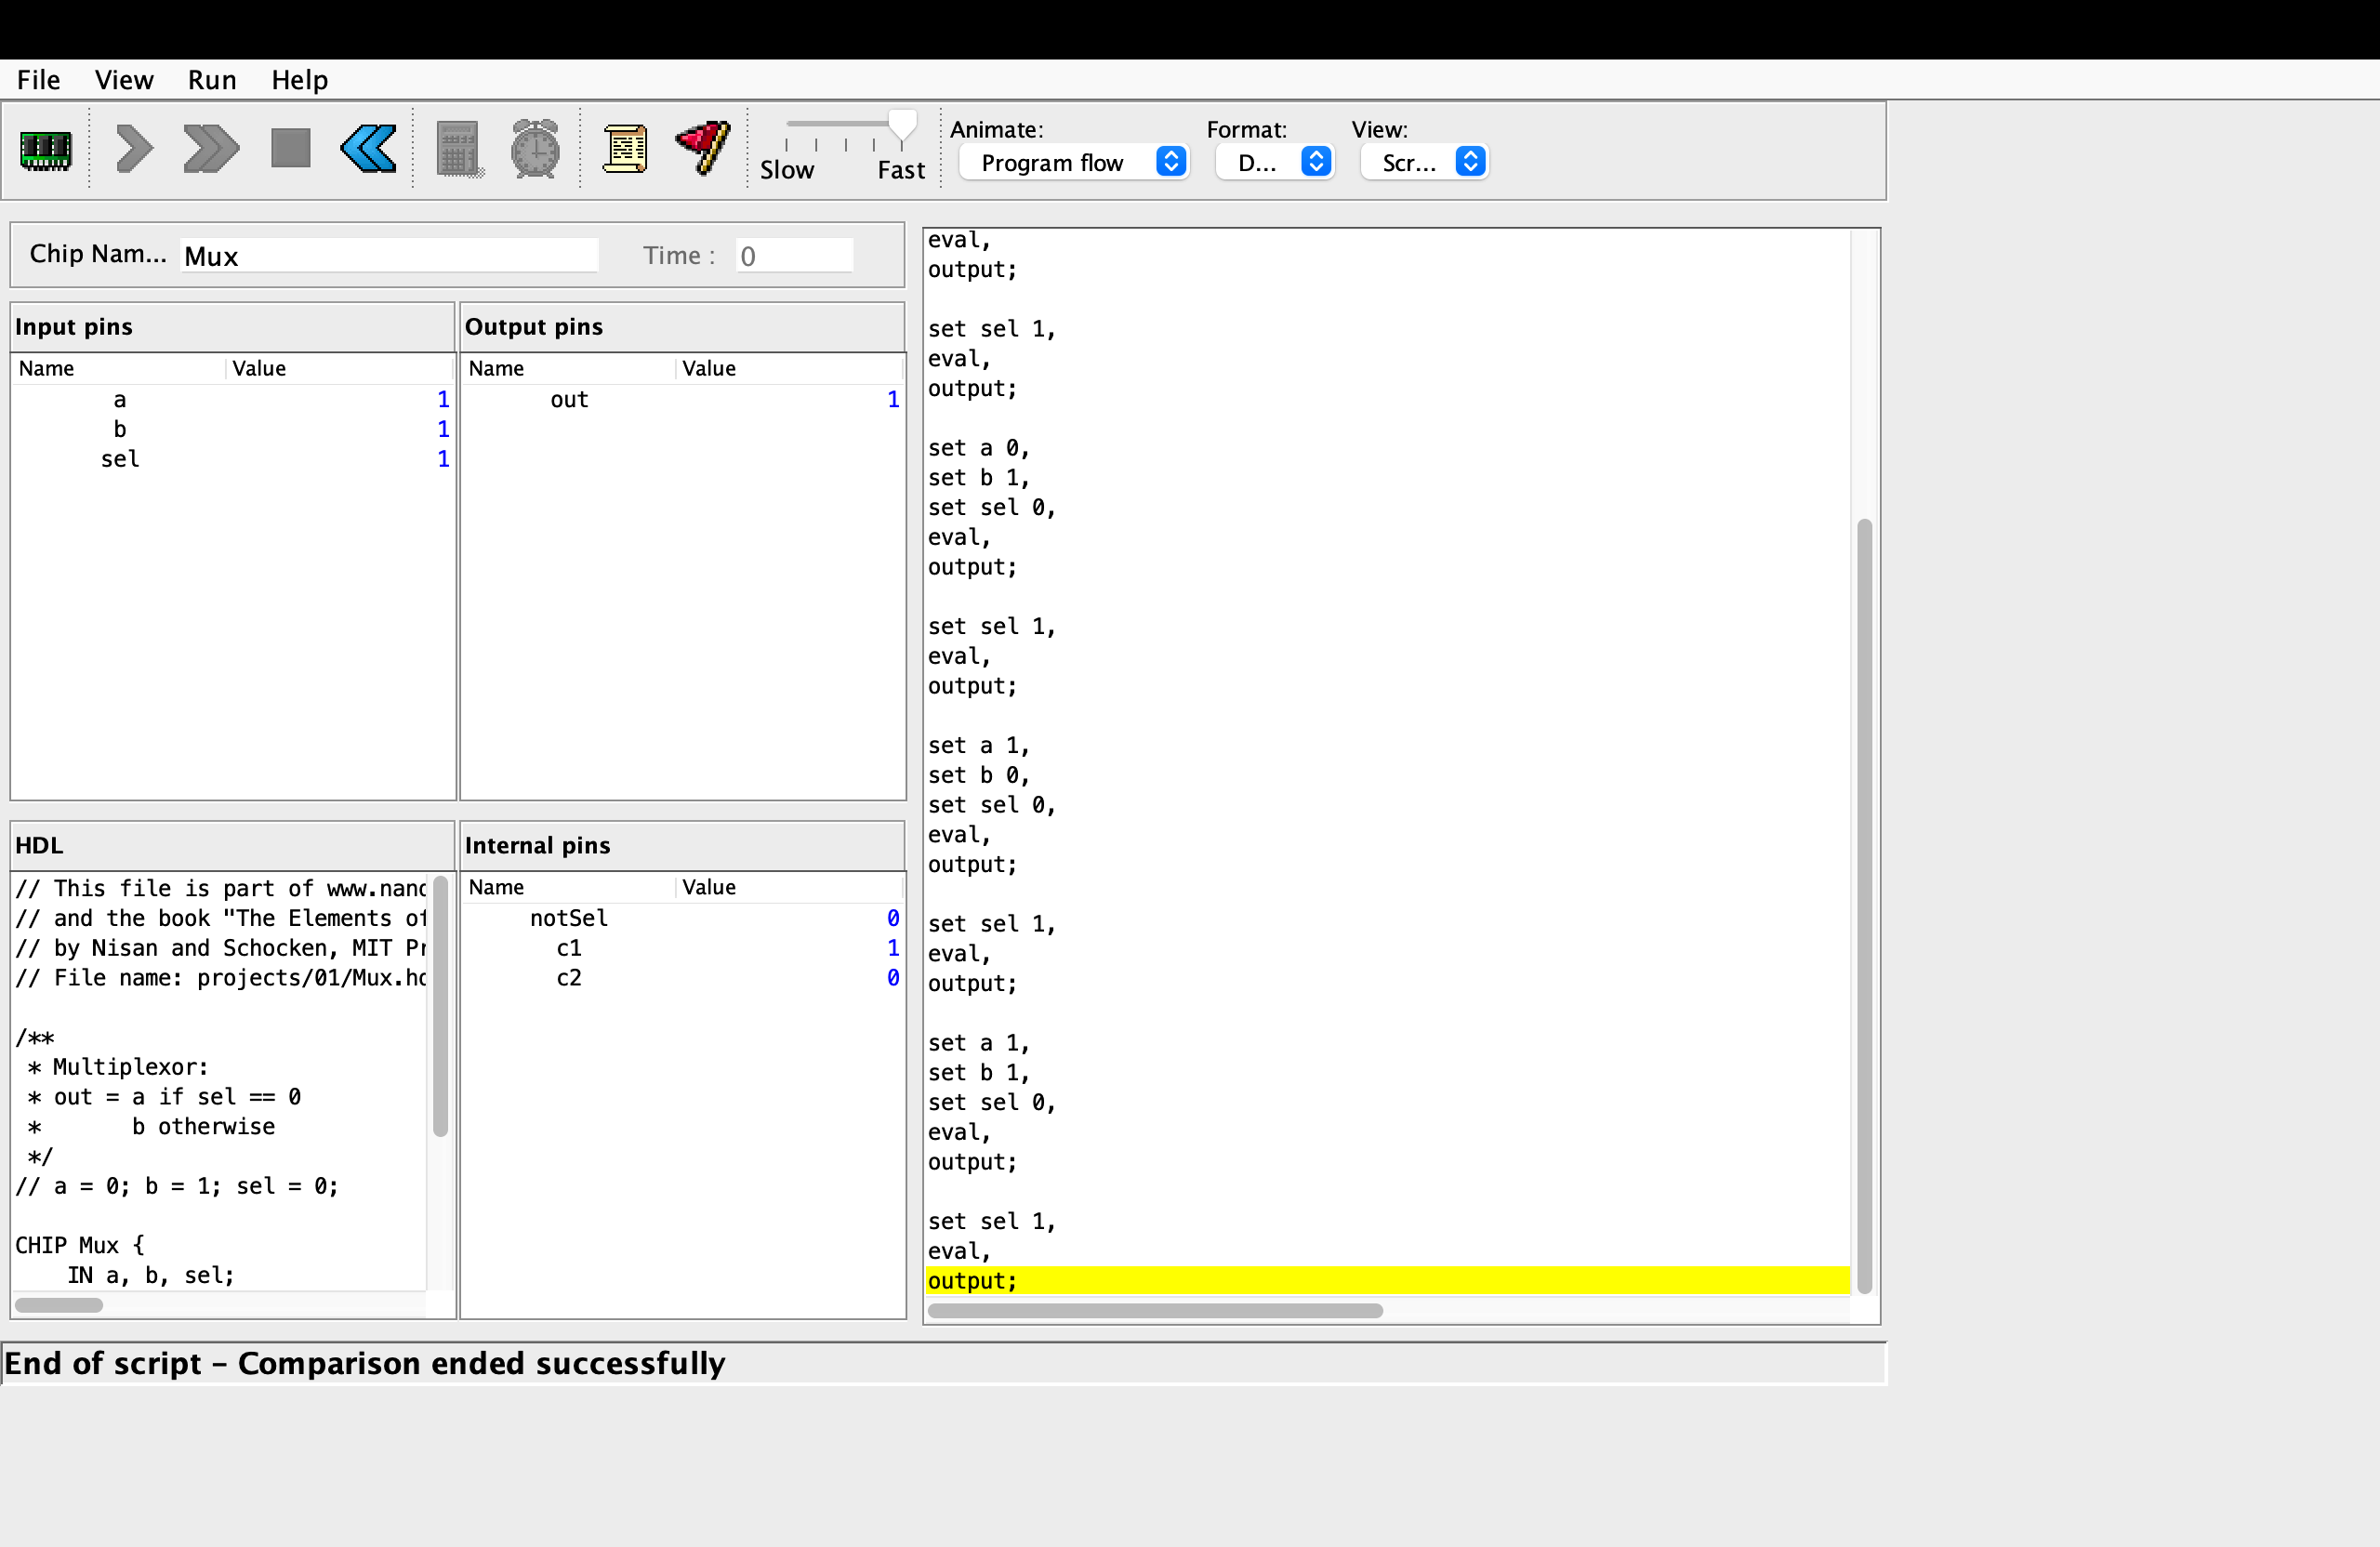 File View Run Help
Slow Fast
Animate: Format: View:
Program flow D... Scr...
Chip Nam... Mux Time : 0
Input pins
Name Value
a 1
b 1
sel 1
Output pins
Name Value
out 1
HDL
// This file is part of www.nand
// and the book "The Elements of
// by Nisan and Schocken, MIT Pr
// File name: projects/01/Mux.hd
/**
* Multiplexor:
* out = a if sel == 0
* b otherwise
*/
// a = 0; b = 1; sel = 0;
CHIP Mux {
IN a, b, sel;
Internal pins
Name Value
notSel 0
c1 1
c2 0
eval,
output;
set sel 1,
eval,
output;
set a 0,
set b 1,
set sel 0,
eval,
output;
set sel 1,
eval,
output;
set a 1,
set b 0,
set sel 0,
eval,
output;
set sel 1,
eval,
output;
set a 1,
set b 1,
set sel 0,
eval,
output;
set sel 1,
eval,
output;
End of script – Comparison ended successfully